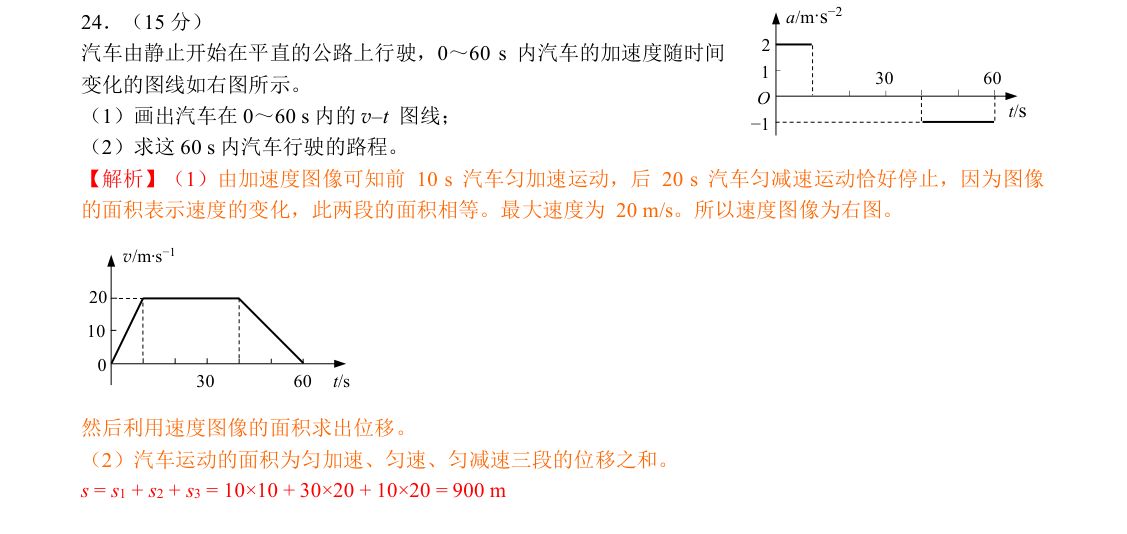 24．（15 分）
汽车由静止开始在平直的公路上行驶，0～60 s 内汽车的加速度随时间
变化的图线如右图所示。
（1）画出汽车在 0～60 s 内的 v–t 图线；
（2）求这 60 s 内汽车行驶的路程。
a/m·s⁻²
2
1
30
60
O
t/s
−1
【解析】（1）由加速度图像可知前 10 s 汽车匀加速运动，后 20 s 汽车匀减速运动恰好停止，因为图像
的面积表示速度的变化，此两段的面积相等。最大速度为 20 m/s。所以速度图像为右图。
v/m·s⁻¹
20
10
0
30
60
t/s
然后利用速度图像的面积求出位移。
（2）汽车运动的面积为匀加速、匀速、匀减速三段的位移之和。
s = s₁ + s₂ + s₃ = 10×10 + 30×20 + 10×20 = 900 m